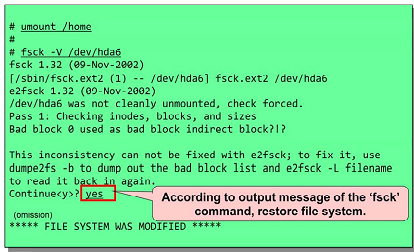 # umount /home
#
# fsck -V /dev/hda6
fsck 1.32 (09-Nov-2002)
[/sbin/fsck.ext2 (1) -- /dev/hda6] fsck.ext2 /dev/hda6
e2fsck 1.32 (09-Nov-2002)
/dev/hda6 was not cleanly unmounted, check forced.
Pass 1: Checking inodes, blocks, and sizes
Bad block 0 used as bad block indirect block?!?
This inconsistency can not be fixed with e2fsck; to fix it, use
dumpe2fs -b to dump out the bad block list and e2fsck -L filename
to read it back in again.
Continue<y>? yes
According to output message of the 'fsck'
command, restore file system.
(omission)
***** FILE SYSTEM WAS MODIFIED *****